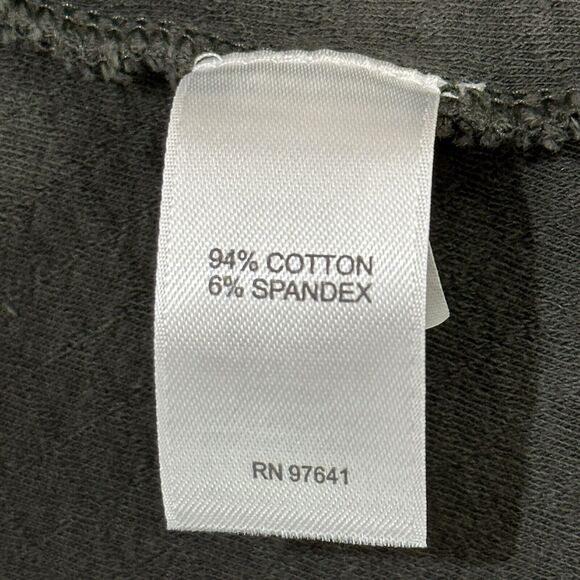 94% COTTON
6% SPANDEX
RN 97641